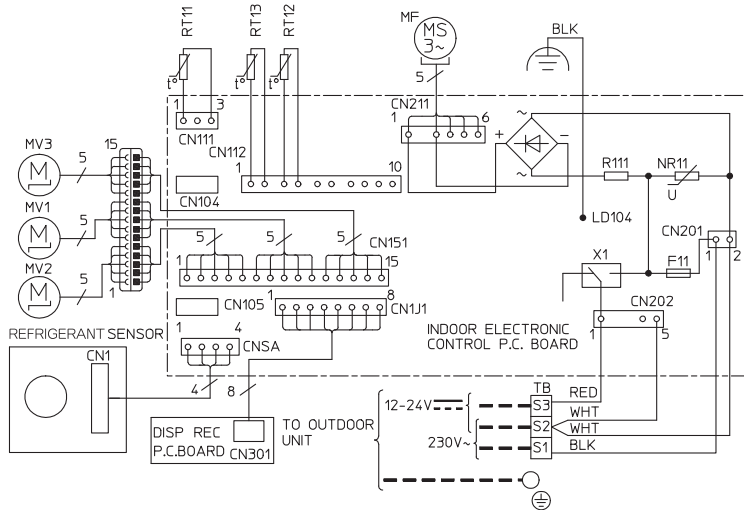 RT11
RT13
RT12
MF
MS
3~
BLK
t°
t°
t°
5
1
3
CN111
CN211
1
6
+
~
−
~
MV3
15
5
CN112
1
10
R111
NR11
U
CN104
LD104
MV1
5
5
5
5
CN151
CN201
1
2
MV2
5
1
1
15
X1
F11
CN105
1
8
CN1J1
CN202
1
5
REFRIGERANT SENSOR
1
4
CNSA
INDOOR ELECTRONIC
CONTROL P.C. BOARD
CN1
4
8
12-24V
TB
RED
S3
WHT
DISP REC
P.C.BOARD
CN301
TO OUTDOOR
UNIT
S2
WHT
230V~
S1
BLK
M
M
M